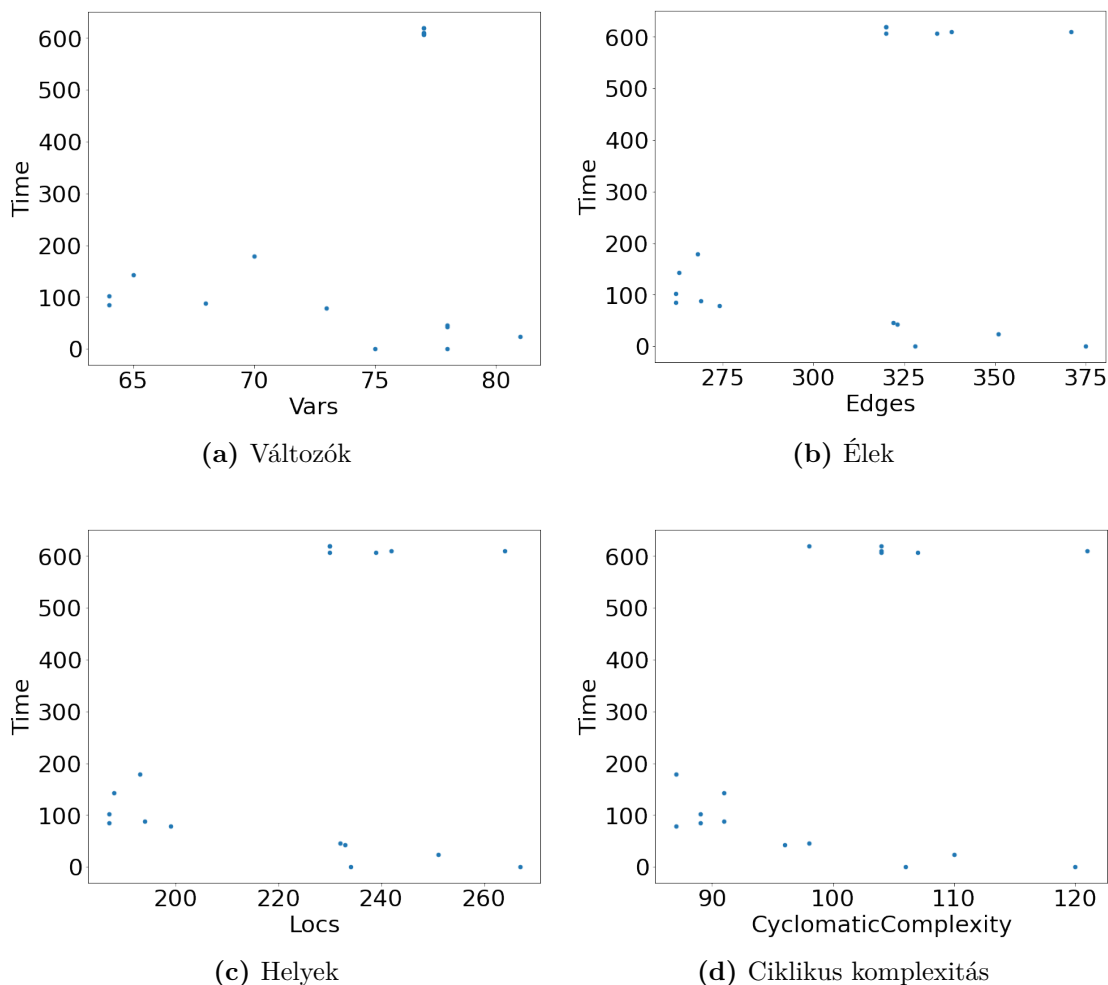 600
500
400
300
200
100
0
Time
65 70 75 80
Vars
(a) Változók
600
500
400
300
200
100
0
Time
275 300 325 350 375
Edges
(b) Élek
600
500
400
300
200
100
0
Time
200 220 240 260
Locs
(c) Helyek
600
500
400
300
200
100
0
Time
90 100 110 120
CyclomaticComplexity
(d) Ciklikus komplexitás